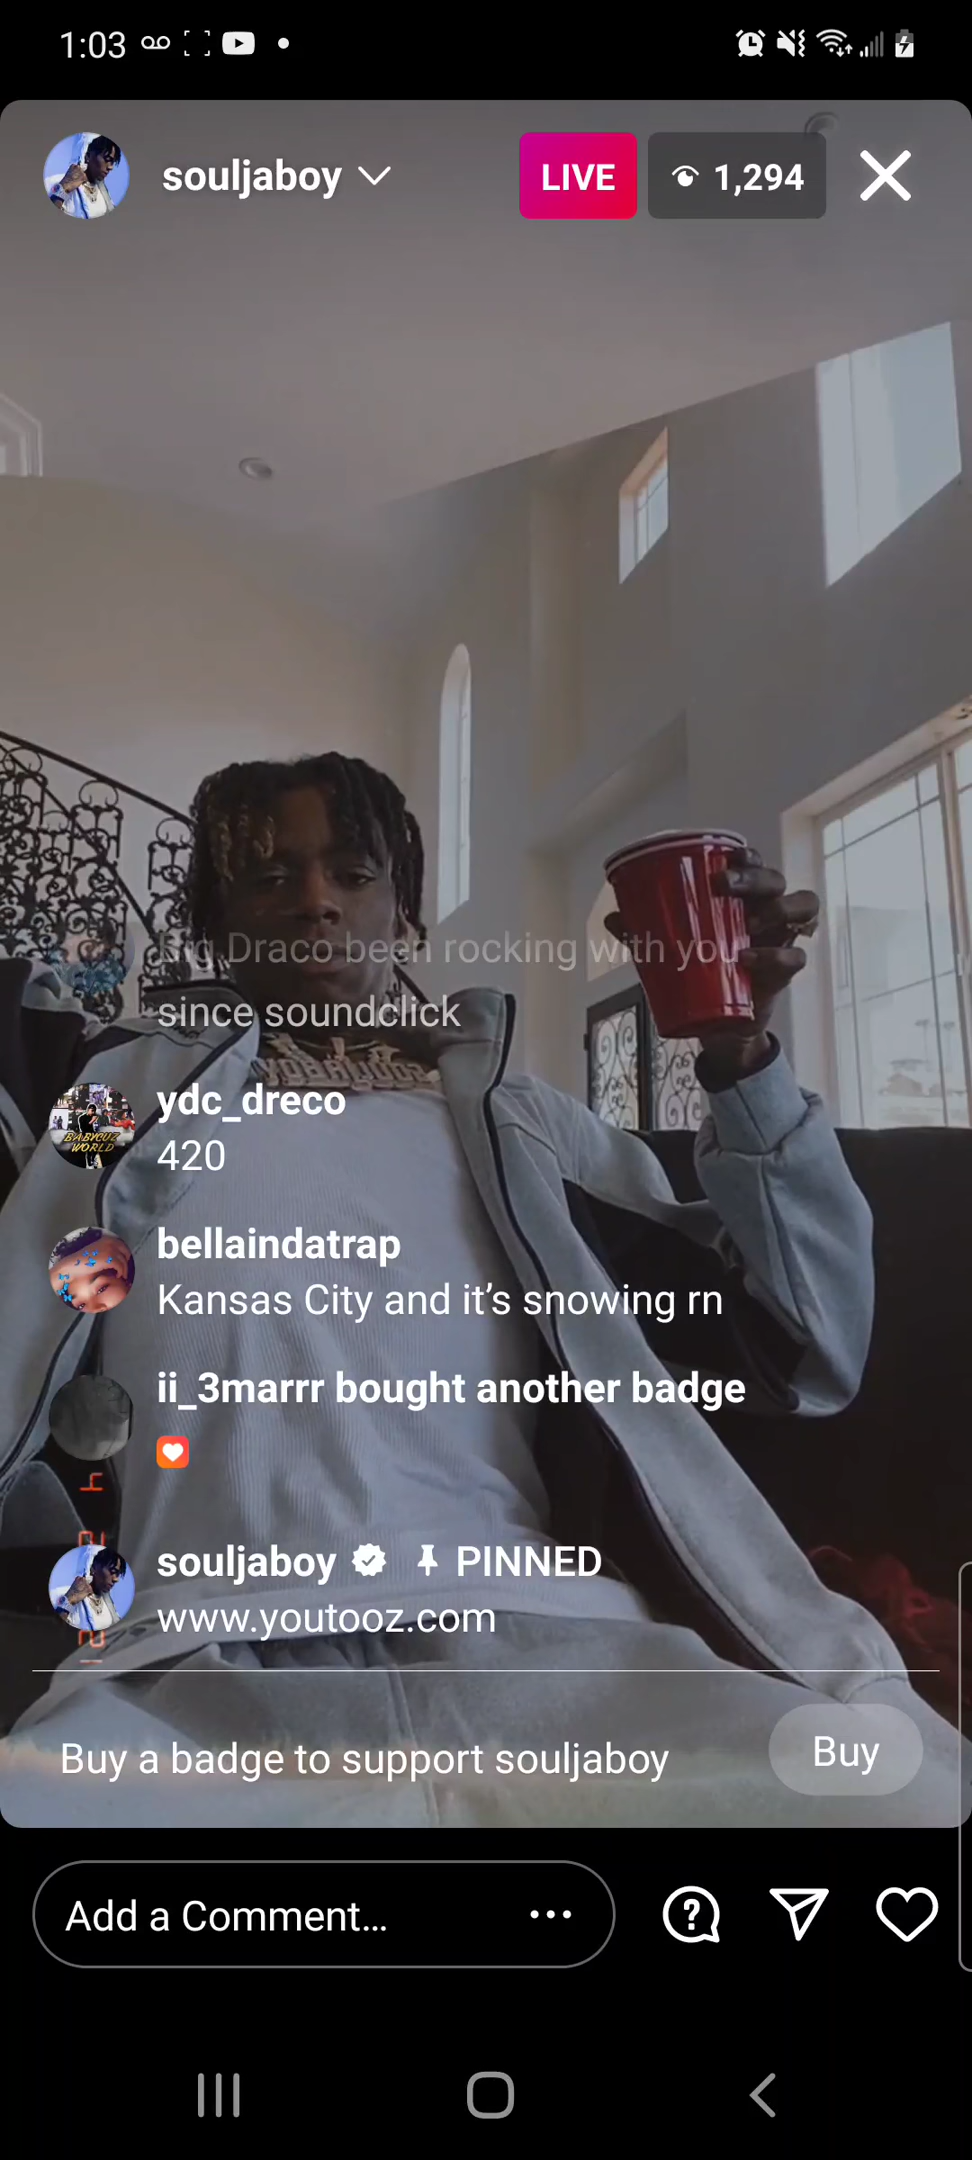 1:03
souljaboy
LIVE
1,294
Big Draco been rocking with you
since soundclick
ydc_dreco
420
BABYCUZ
WORLD
bellaindatrap
Kansas City and it’s snowing rn
ii_3marrr bought another badge
souljaboy PINNED
www.youtooz.com
Buy a badge to support souljaboy
Buy
Add a Comment...